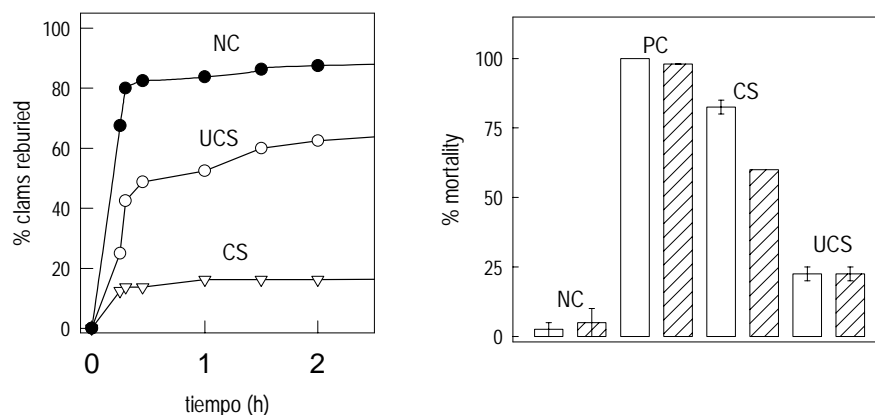 % clams reburied
100
80
60
40
20
0
NC
UCS
CS
0 1 2
tiempo (h)
% mortality
100
75
50
25
0
NC
PC
CS
UCS